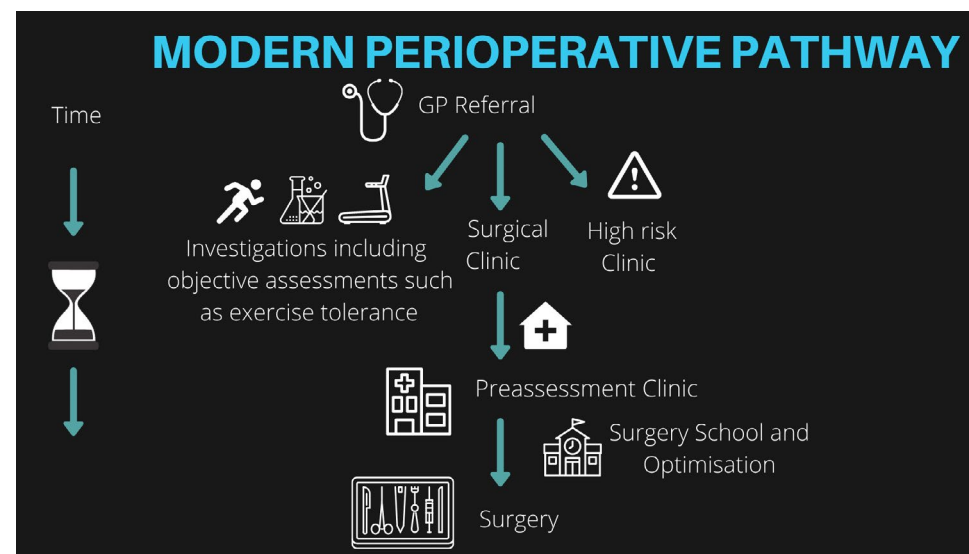 MODERN PERIOPERATIVE PATHWAY
Time
GP Referral
Investigations including
objective assessments such
as exercise tolerance
Surgical
Clinic
High risk
Clinic
Preassessment Clinic
Surgery School and
Optimisation
Surgery